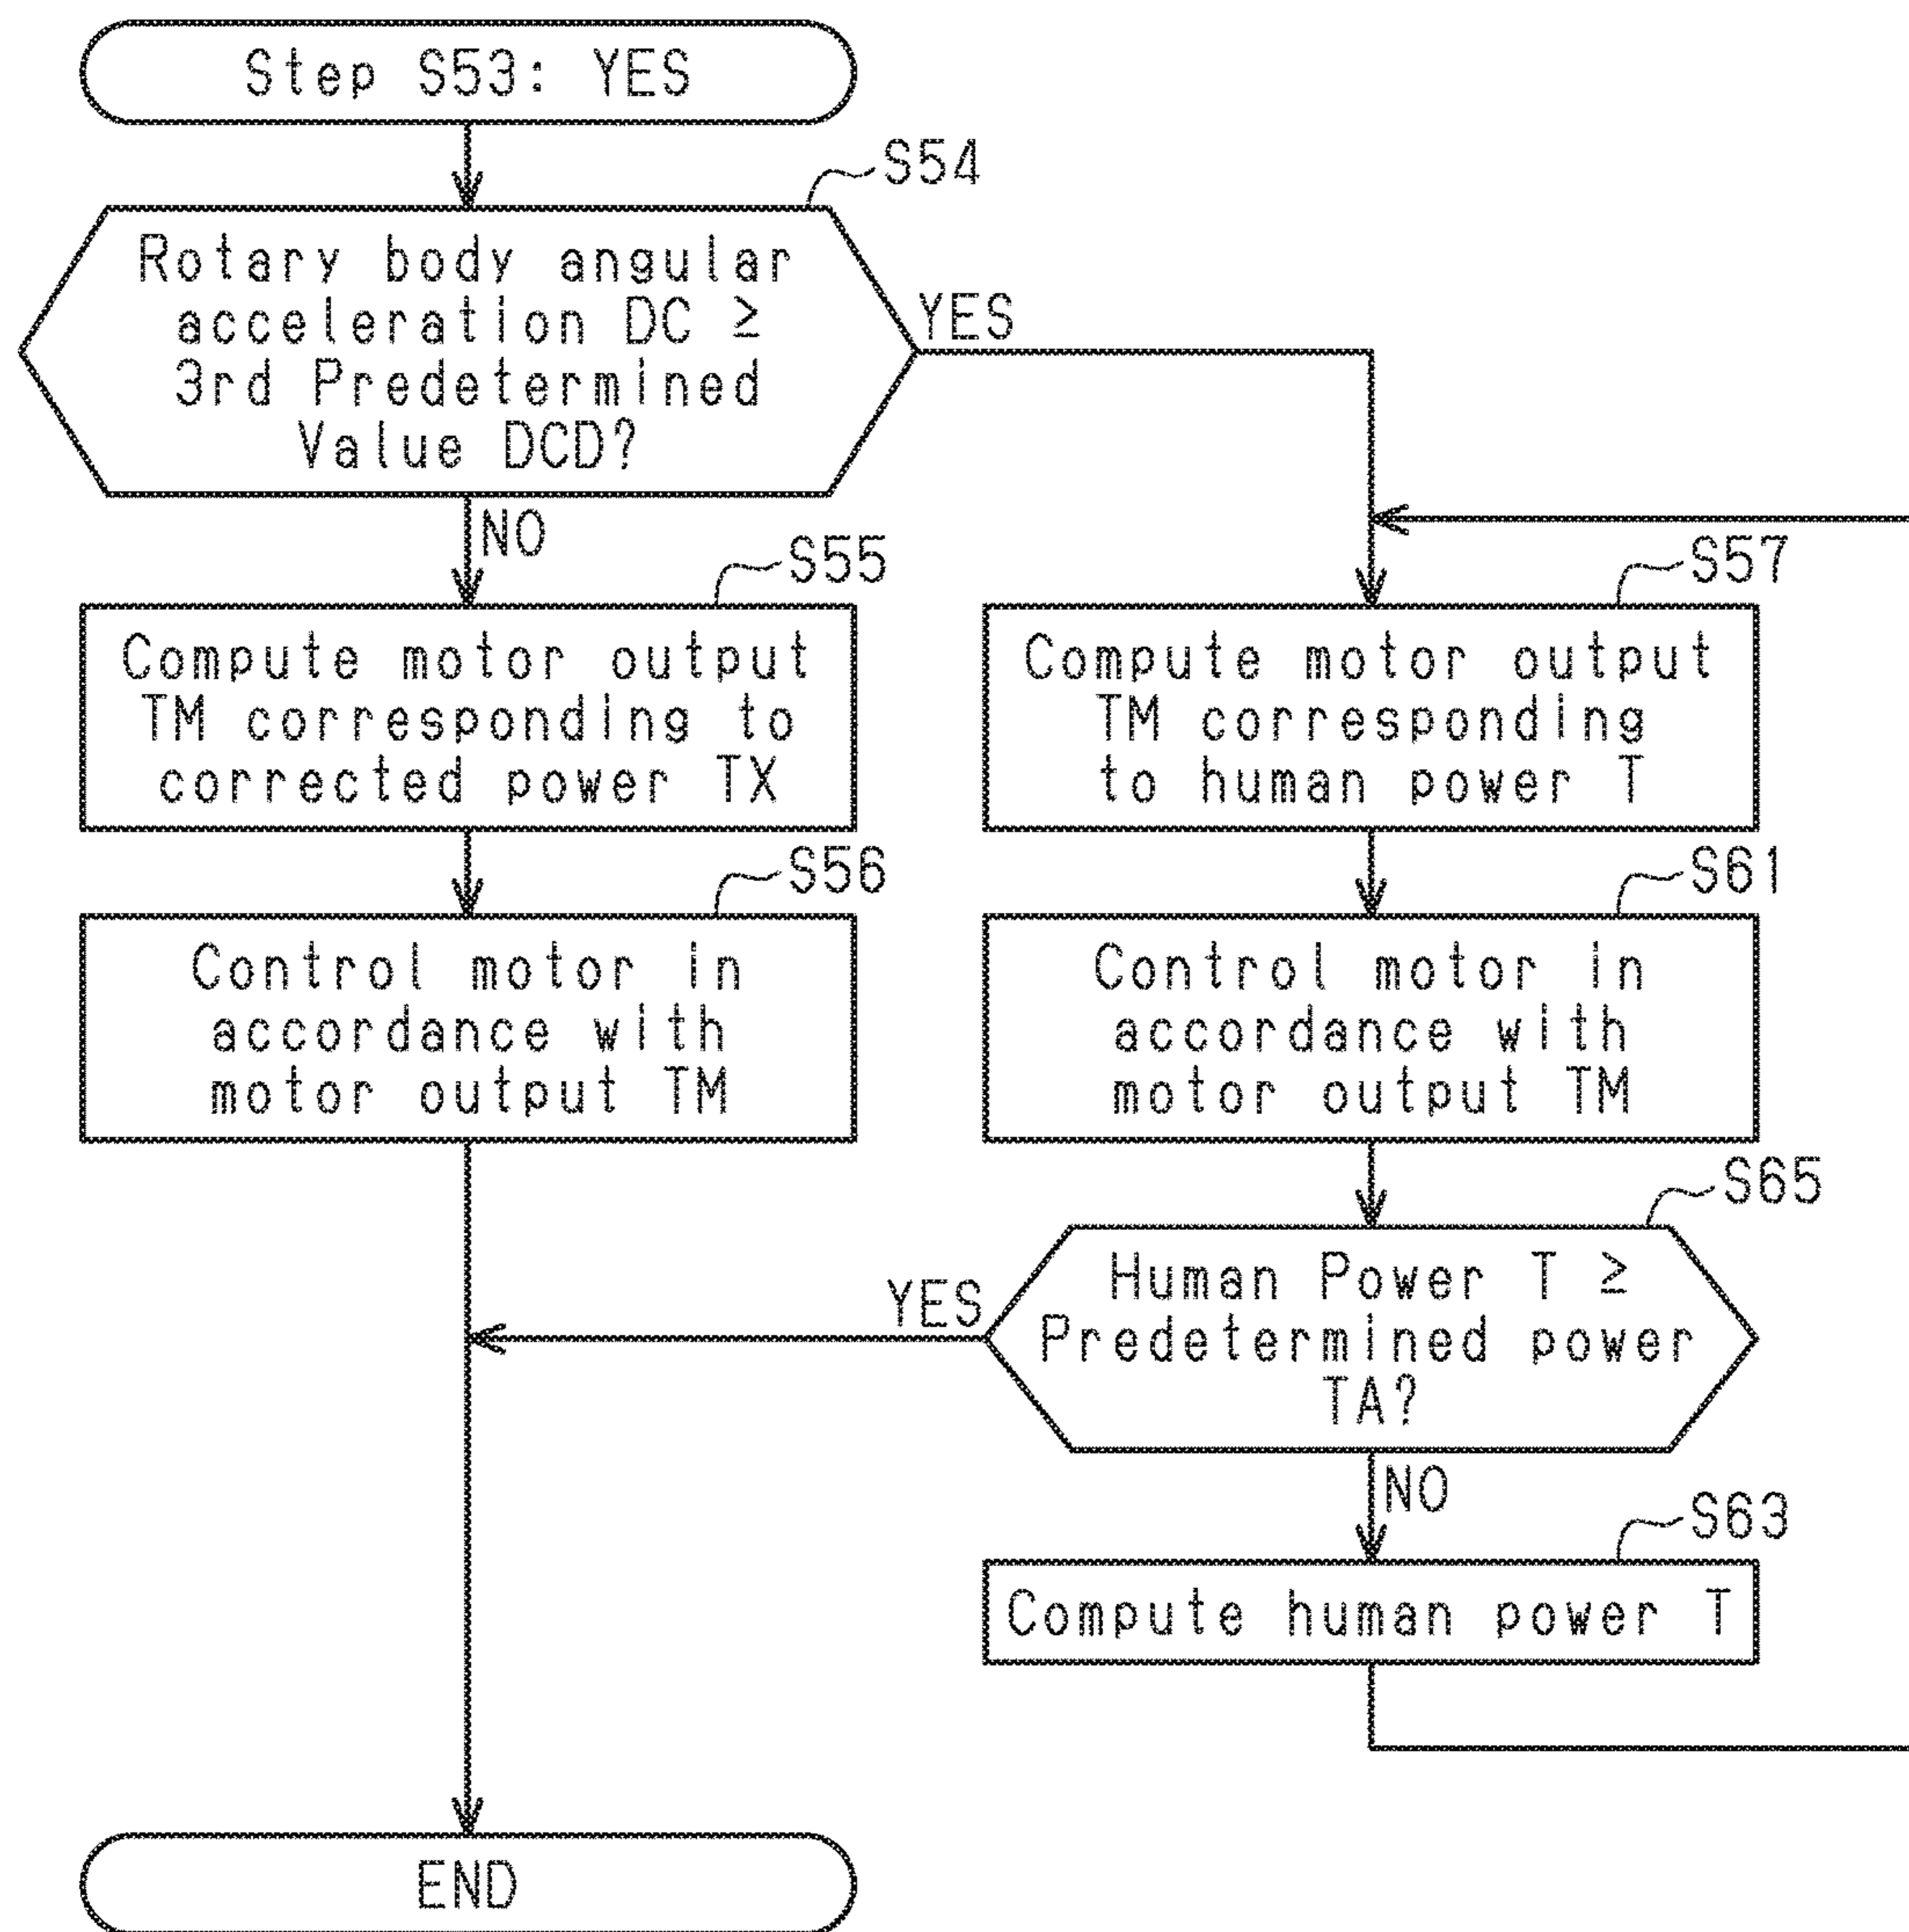 Step S53: YES
S54
Rotary body angular
acceleration DC ≥
3rd Predetermined
Value DCD?
YES
NO
S55
Compute motor output
TM corresponding to
corrected power TX
S56
Control motor in
accordance with
motor output TM
S57
Compute motor output
TM corresponding
to human power T
S61
Control motor in
accordance with
motor output TM
S65
Human Power T ≥
Predetermined power
TA?
YES
NO
S63
Compute human power T
END